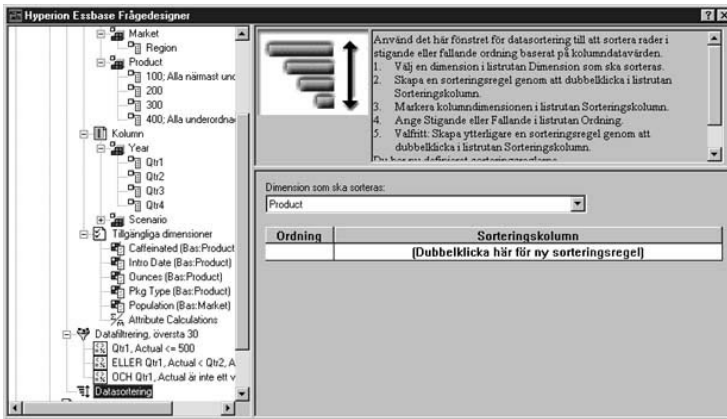 Hyperion Essbase Frågedesigner
Market
Region
Product
100; Alla närmast und
200
300
400; Alla underordna
Kolumn
Year
Qtr1
Qtr2
Qtr3
Qtr4
Scenario
Tillgängliga dimensioner
Caffeinated (Bas:Product
Intro Date (Bas:Product)
Ounces (Bas:Product)
Pkg Type (Bas:Product)
Population (Bas:Market)
Attribute Calculations
Datafiltrering, översta 30
Qtr1, Actual <= 500
ELLER Qtr1, Actual < Qtr2, A
OCH Qtr1, Actual är inte ett v
Datasortering
Använd det här fönstret för datasortering till att sortera rader i
stigande eller fallande ordning baserat på kolumndatavärden.
1. Välj en dimension i listrutan Dimension som ska sorteras.
2. Skapa en sorteringsregel genom att dubbelklicka i listrutan
Sorteringskolumn.
3. Markera kolumndimensionen i listrutan Sorteringskolumn.
4. Ange Stigande eller Fallande i listrutan Ordning.
5. Valfritt: Skapa ytterligare en sorteringsregel genom att
dubbelklicka i listrutan Sorteringskolumn.
Du har nu definierat sorteringsreglerna
Dimension som ska sorteras:
Product
Ordning Sorteringskolumn
(Dubbelklicka här för ny sorteringsregel)